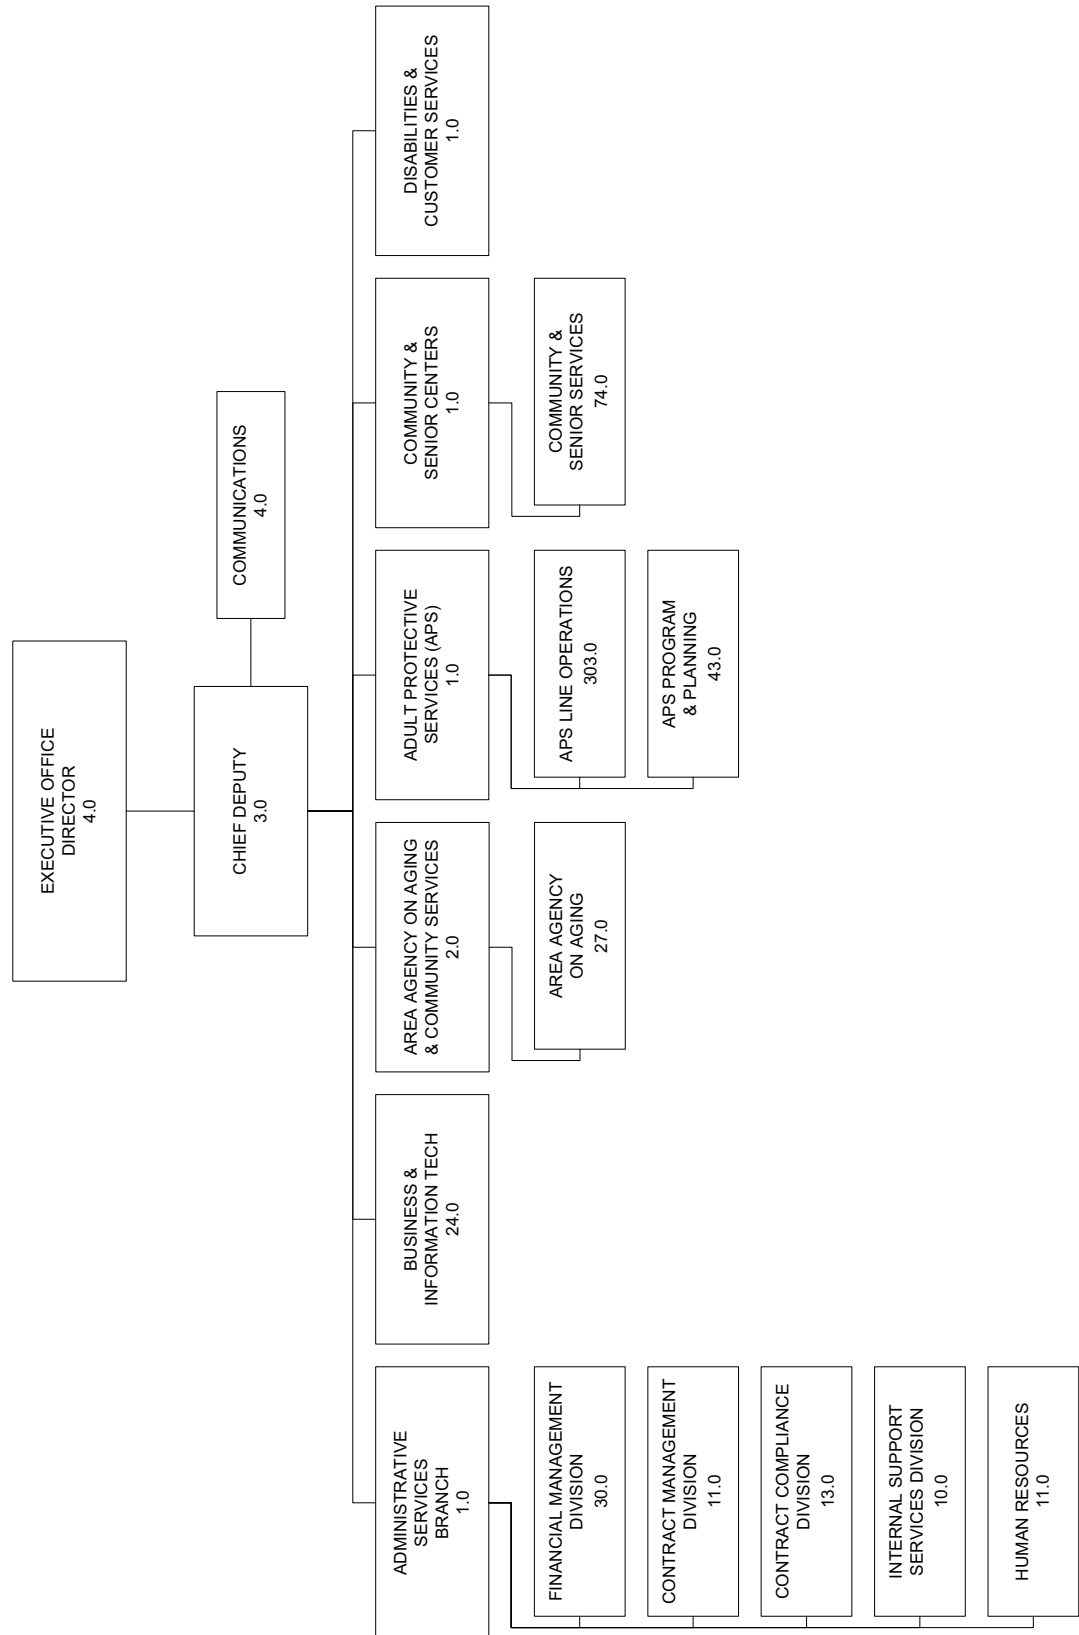 EXECUTIVE OFFICE
DIRECTOR
4.0
CHIEF DEPUTY
3.0
COMMUNICATIONS
4.0
ADMINISTRATIVE
SERVICES
BRANCH
1.0
BUSINESS &
INFORMATION TECH
24.0
AREA AGENCY ON AGING
& COMMUNITY SERVICES
2.0
ADULT PROTECTIVE
SERVICES (APS)
1.0
COMMUNITY &
SENIOR CENTERS
1.0
DISABILITIES &
CUSTOMER SERVICES
1.0
FINANCIAL MANAGEMENT
DIVISION
30.0
CONTRACT MANAGEMENT
DIVISION
11.0
CONTRACT COMPLIANCE
DIVISION
13.0
INTERNAL SUPPORT
SERVICES DIVISION
10.0
HUMAN RESOURCES
11.0
AREA AGENCY
ON AGING
27.0
APS LINE OPERATIONS
303.0
APS PROGRAM
& PLANNING
43.0
COMMUNITY &
SENIOR SERVICES
74.0